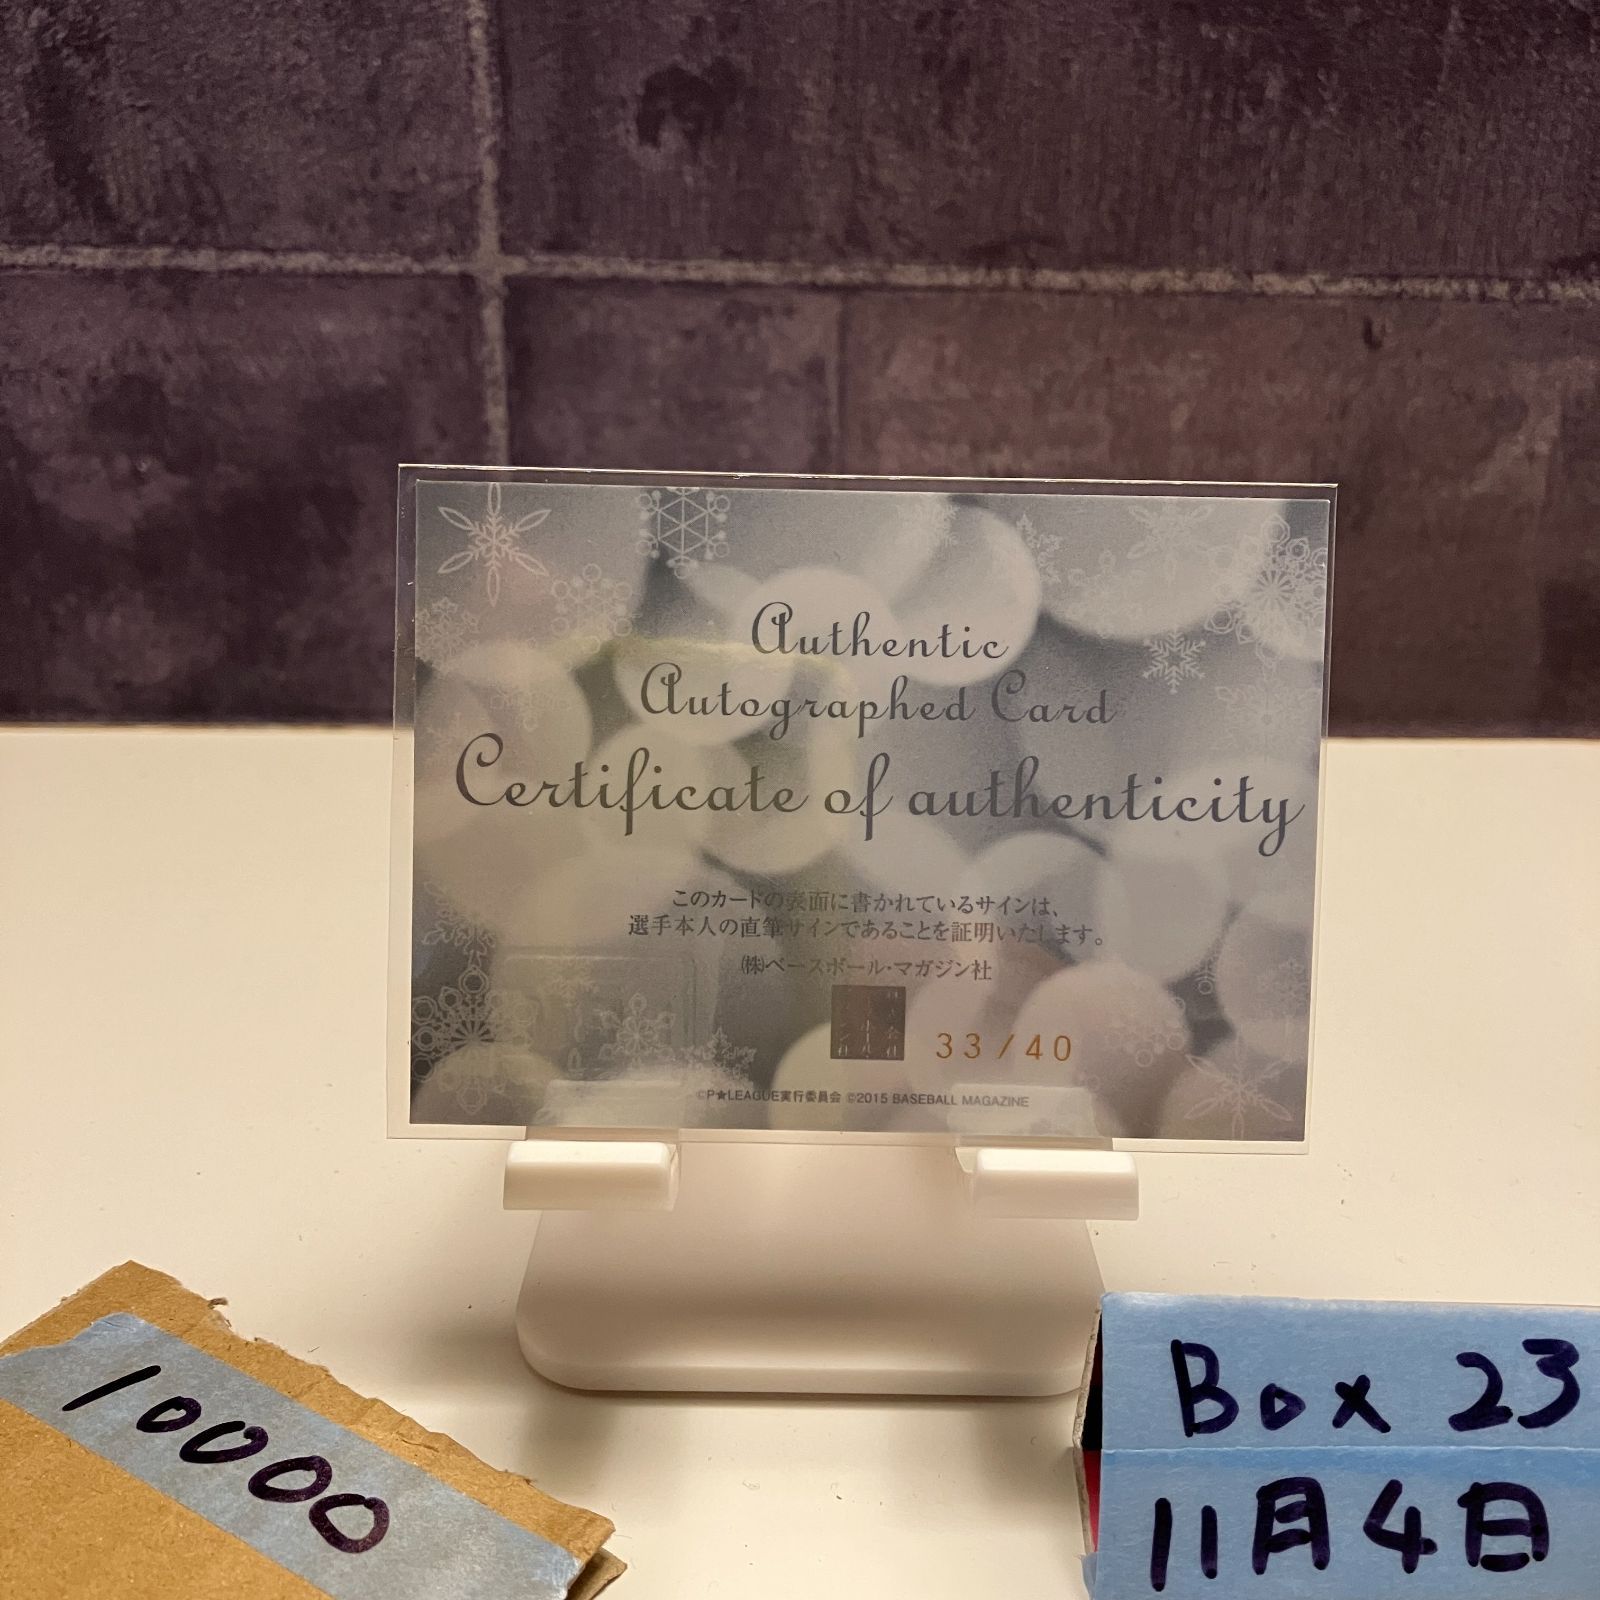 Authentic
Autographed Card
Certificate of authenticity
このカードの表面に書かれているサインは、
選手本人の直筆サインであることを証明いたします。
㈱ベースボール・マガジン社
33/40
©P★LEAGUE実行委員会 ©2015 BASEBALL MAGAZINE
10000
Box 23
11月4日